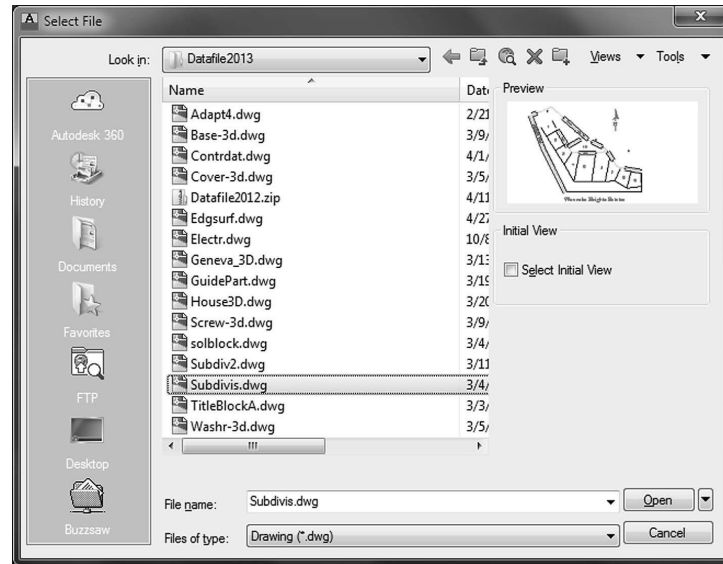 Select File
Look in:
Datafile2013
Views
Tools
Autodesk 360
History
Documents
Favorites
FTP
Desktop
Buzzsaw
Name
Date
Adapt4.dwg 2/21
Base-3d.dwg 3/9/
Contrdat.dwg 4/1/
Cover-3d.dwg 3/5/
Datafile2012.zip 4/11
Edgsurf.dwg 4/27
Electr.dwg 10/8
Geneva_3D.dwg 3/13
GuidePart.dwg 3/19
House3D.dwg 3/20
Screw-3d.dwg 3/9/
solblock.dwg 3/4/
Subdiv2.dwg 3/11
Subdivis.dwg 3/4/
TitleBlockA.dwg 3/3/
Washr-3d.dwg 3/5/
Preview
Heights Estates
Initial View
Select Initial View
File name:
Subdivis.dwg
Open
Files of type:
Drawing (*.dwg)
Cancel